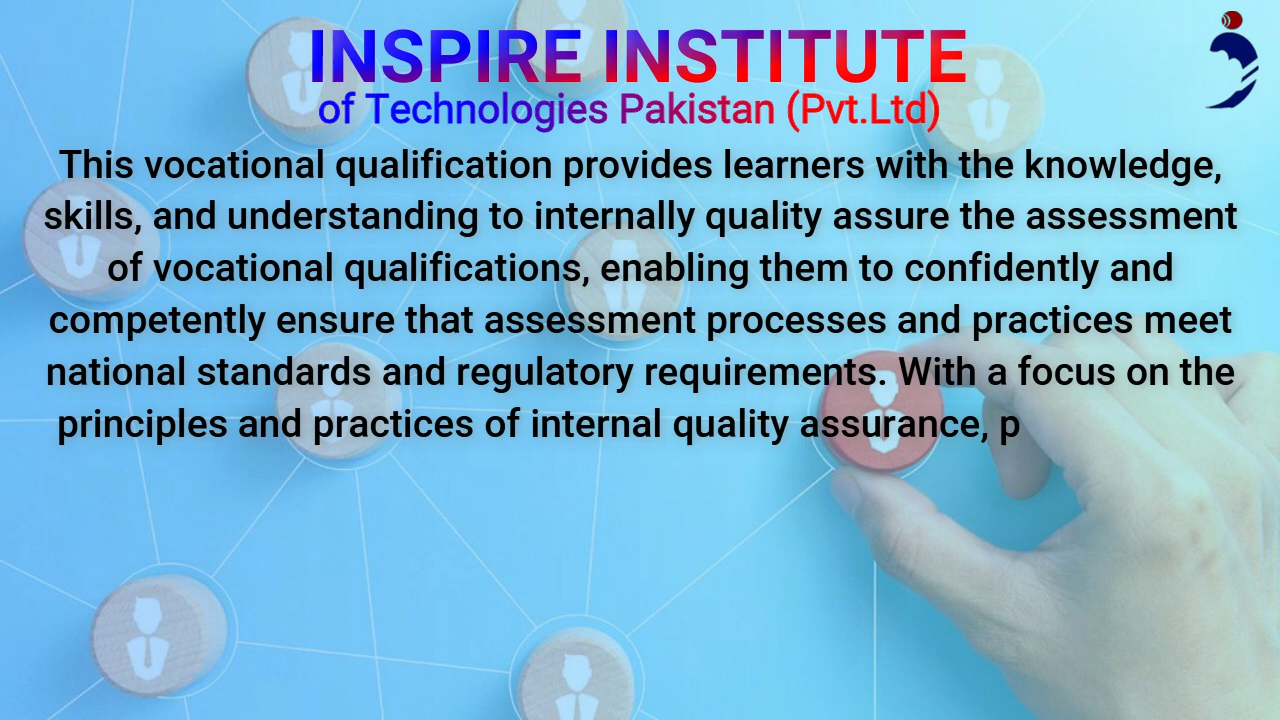 INSPIRE INSTITUTE
of Technologies Pakistan (Pvt.Ltd)
This vocational qualification provides learners with the knowledge,
skills, and understanding to internally quality assure the assessment
of vocational qualifications, enabling them to confidently and
competently ensure that assessment processes and practices meet
national standards and regulatory requirements. With a focus on the
principles and practices of internal quality assurance, p